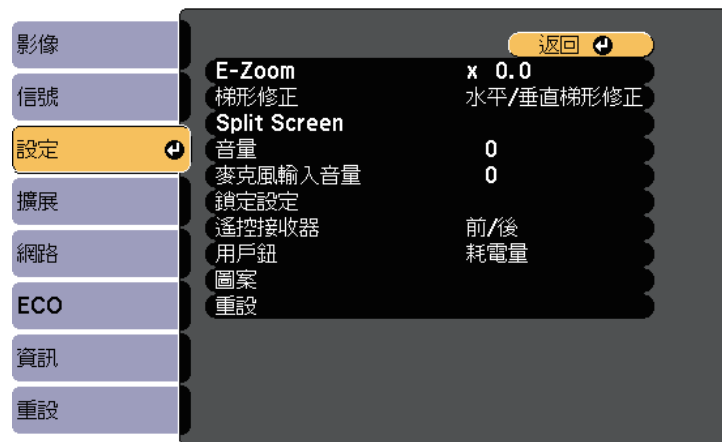 影像
信號
設定
擴展
網路
ECO
資訊
重設
返回
E-Zoom x 0.0
梯形修正 水平/垂直梯形修正
Split Screen
音量 0
麥克風輸入音量 0
鎖定設定
遙控接收器 前/後
用戶鈕 耗電量
圖案
重設